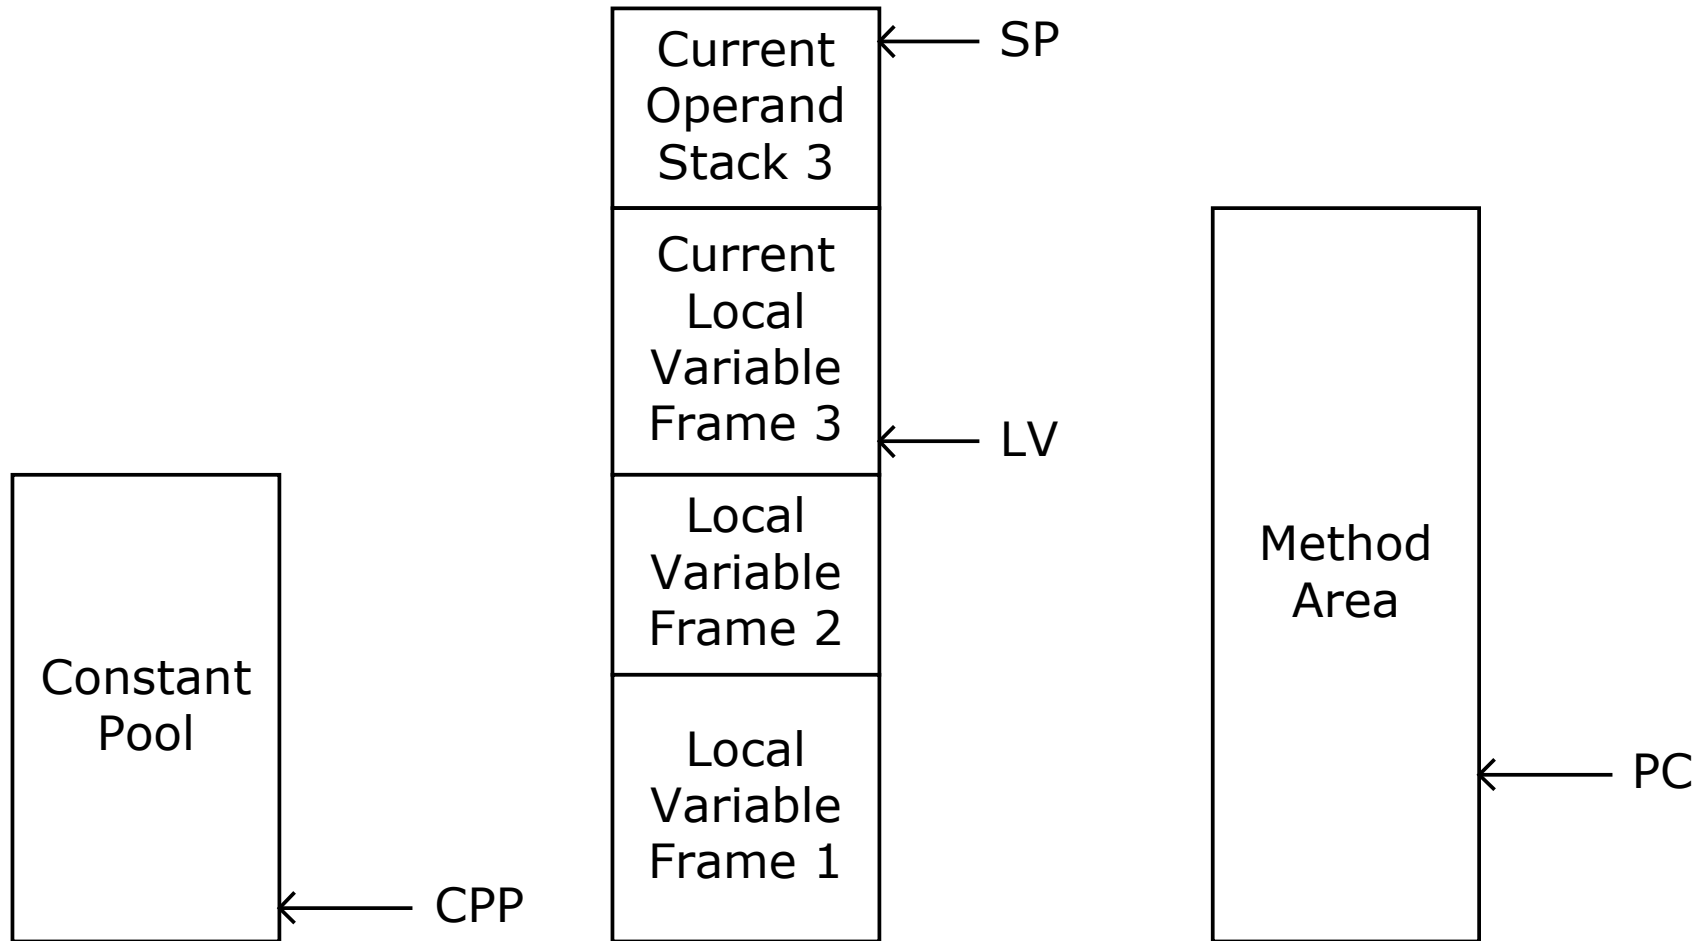 Current
Operand
Stack 3
SP
Current
Local
Variable
Frame 3
LV
Local
Variable
Frame 2
Local
Variable
Frame 1
Constant
Pool
CPP
Method
Area
PC